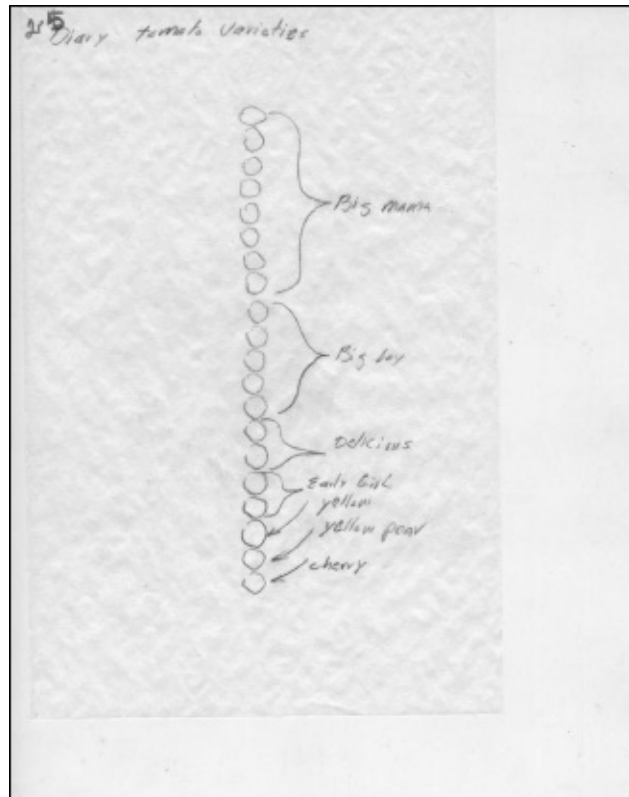 Diary tomato varieties
Big mama
Big boy
Delicious
Early Girl
yellow
yellow pear
cherry